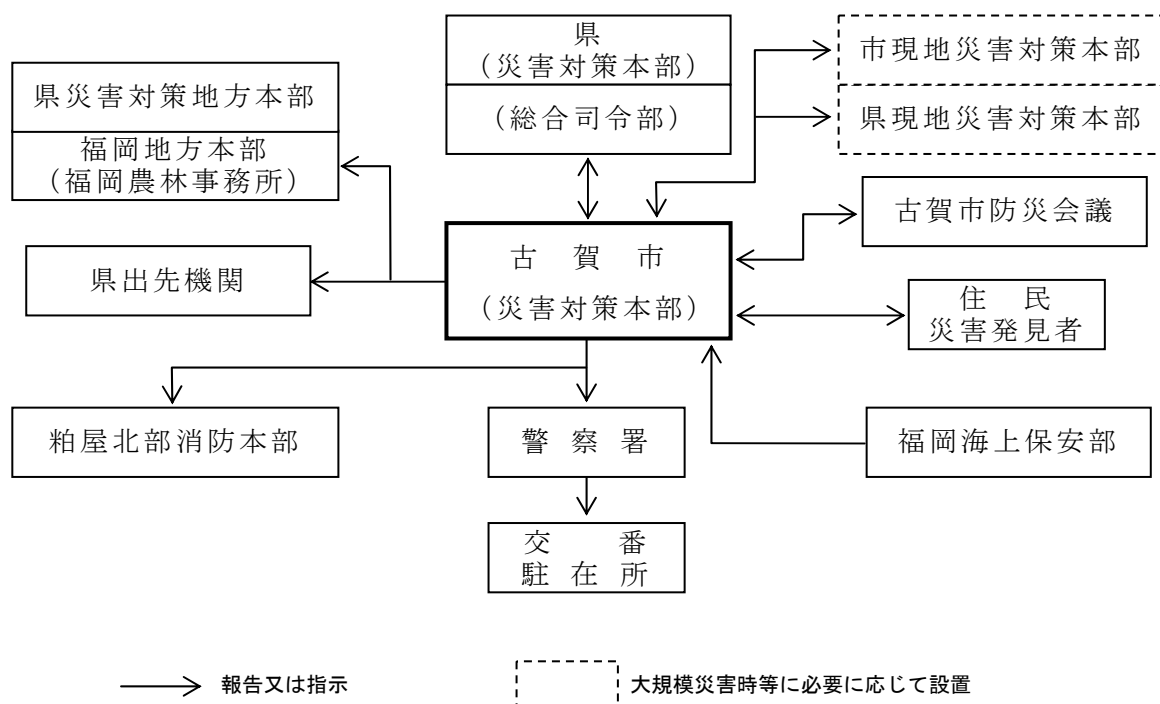 県
(災害対策本部)
(総合司令部)
市現地災害対策本部
県現地災害対策本部
県災害対策地方本部
福岡地方本部
(福岡農林事務所)
古賀市防災会議
古賀市
(災害対策本部)
県出先機関
住民
災害発見者
粕屋北部消防本部
警察署
福岡海上保安部
交番
駐在所
報告又は指示
大規模災害時等に必要に応じて設置